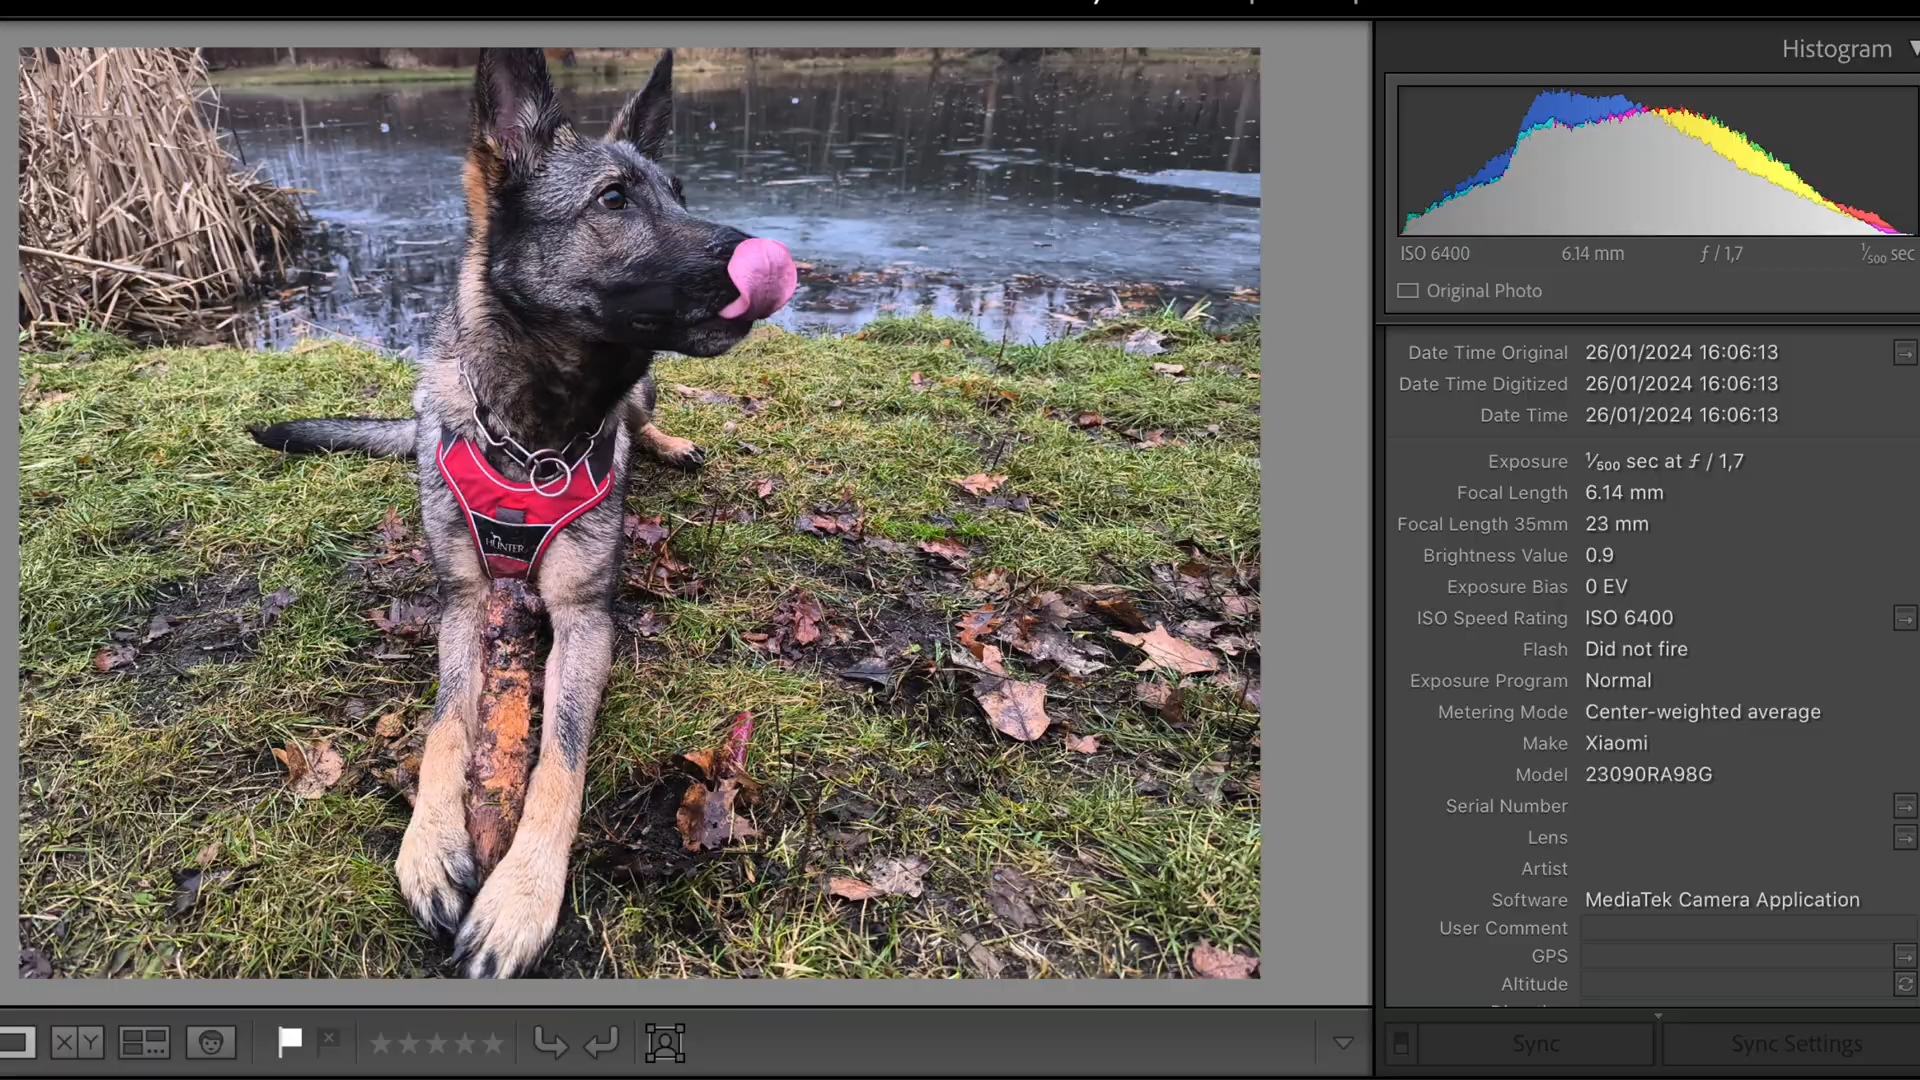 Histogram
ISO 6400 6.14 mm ƒ / 1,7 1/500 sec
Original Photo
Date Time Original 26/01/2024 16:06:13
Date Time Digitized 26/01/2024 16:06:13
Date Time 26/01/2024 16:06:13
Exposure 1/500 sec at ƒ / 1,7
Focal Length 6.14 mm
Focal Length 35mm 23 mm
Brightness Value 0.9
Exposure Bias 0 EV
ISO Speed Rating ISO 6400
Flash Did not fire
Exposure Program Normal
Metering Mode Center-weighted average
Make Xiaomi
Model 23090RA98G
Serial Number
Lens
Artist
Software MediaTek Camera Application
User Comment
GPS
Altitude
HUNTER
X Y
Sync Sync Settings